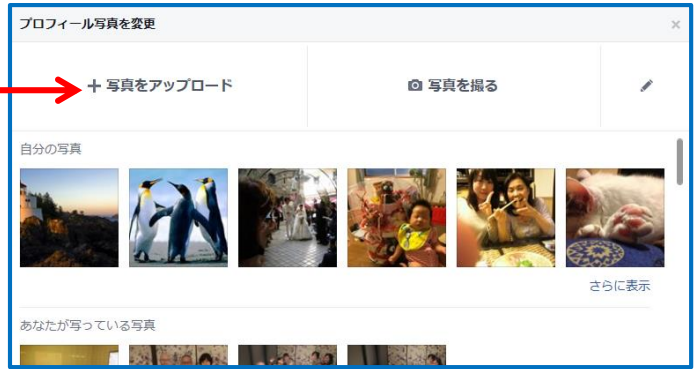 プロフィール写真を変更
×
+ 写真をアップロード
写真を撮る
自分の写真
さらに表示
あなたが写っている写真